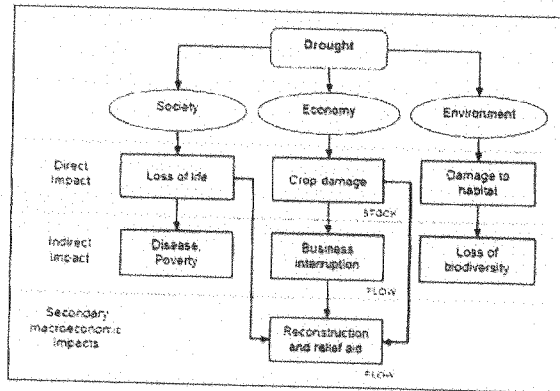 Drought
Society
Economy
Environment
Direct
Impact
Loss of life
Crop damage
Damage to
habitat
STOCK
Indirect
Impact
Disease,
Poverty
Business
interruption
Loss of
biodiversity
FLOW
Secondary
macroeconomic
impacts
Reconstruction
and relief aid
FLOW